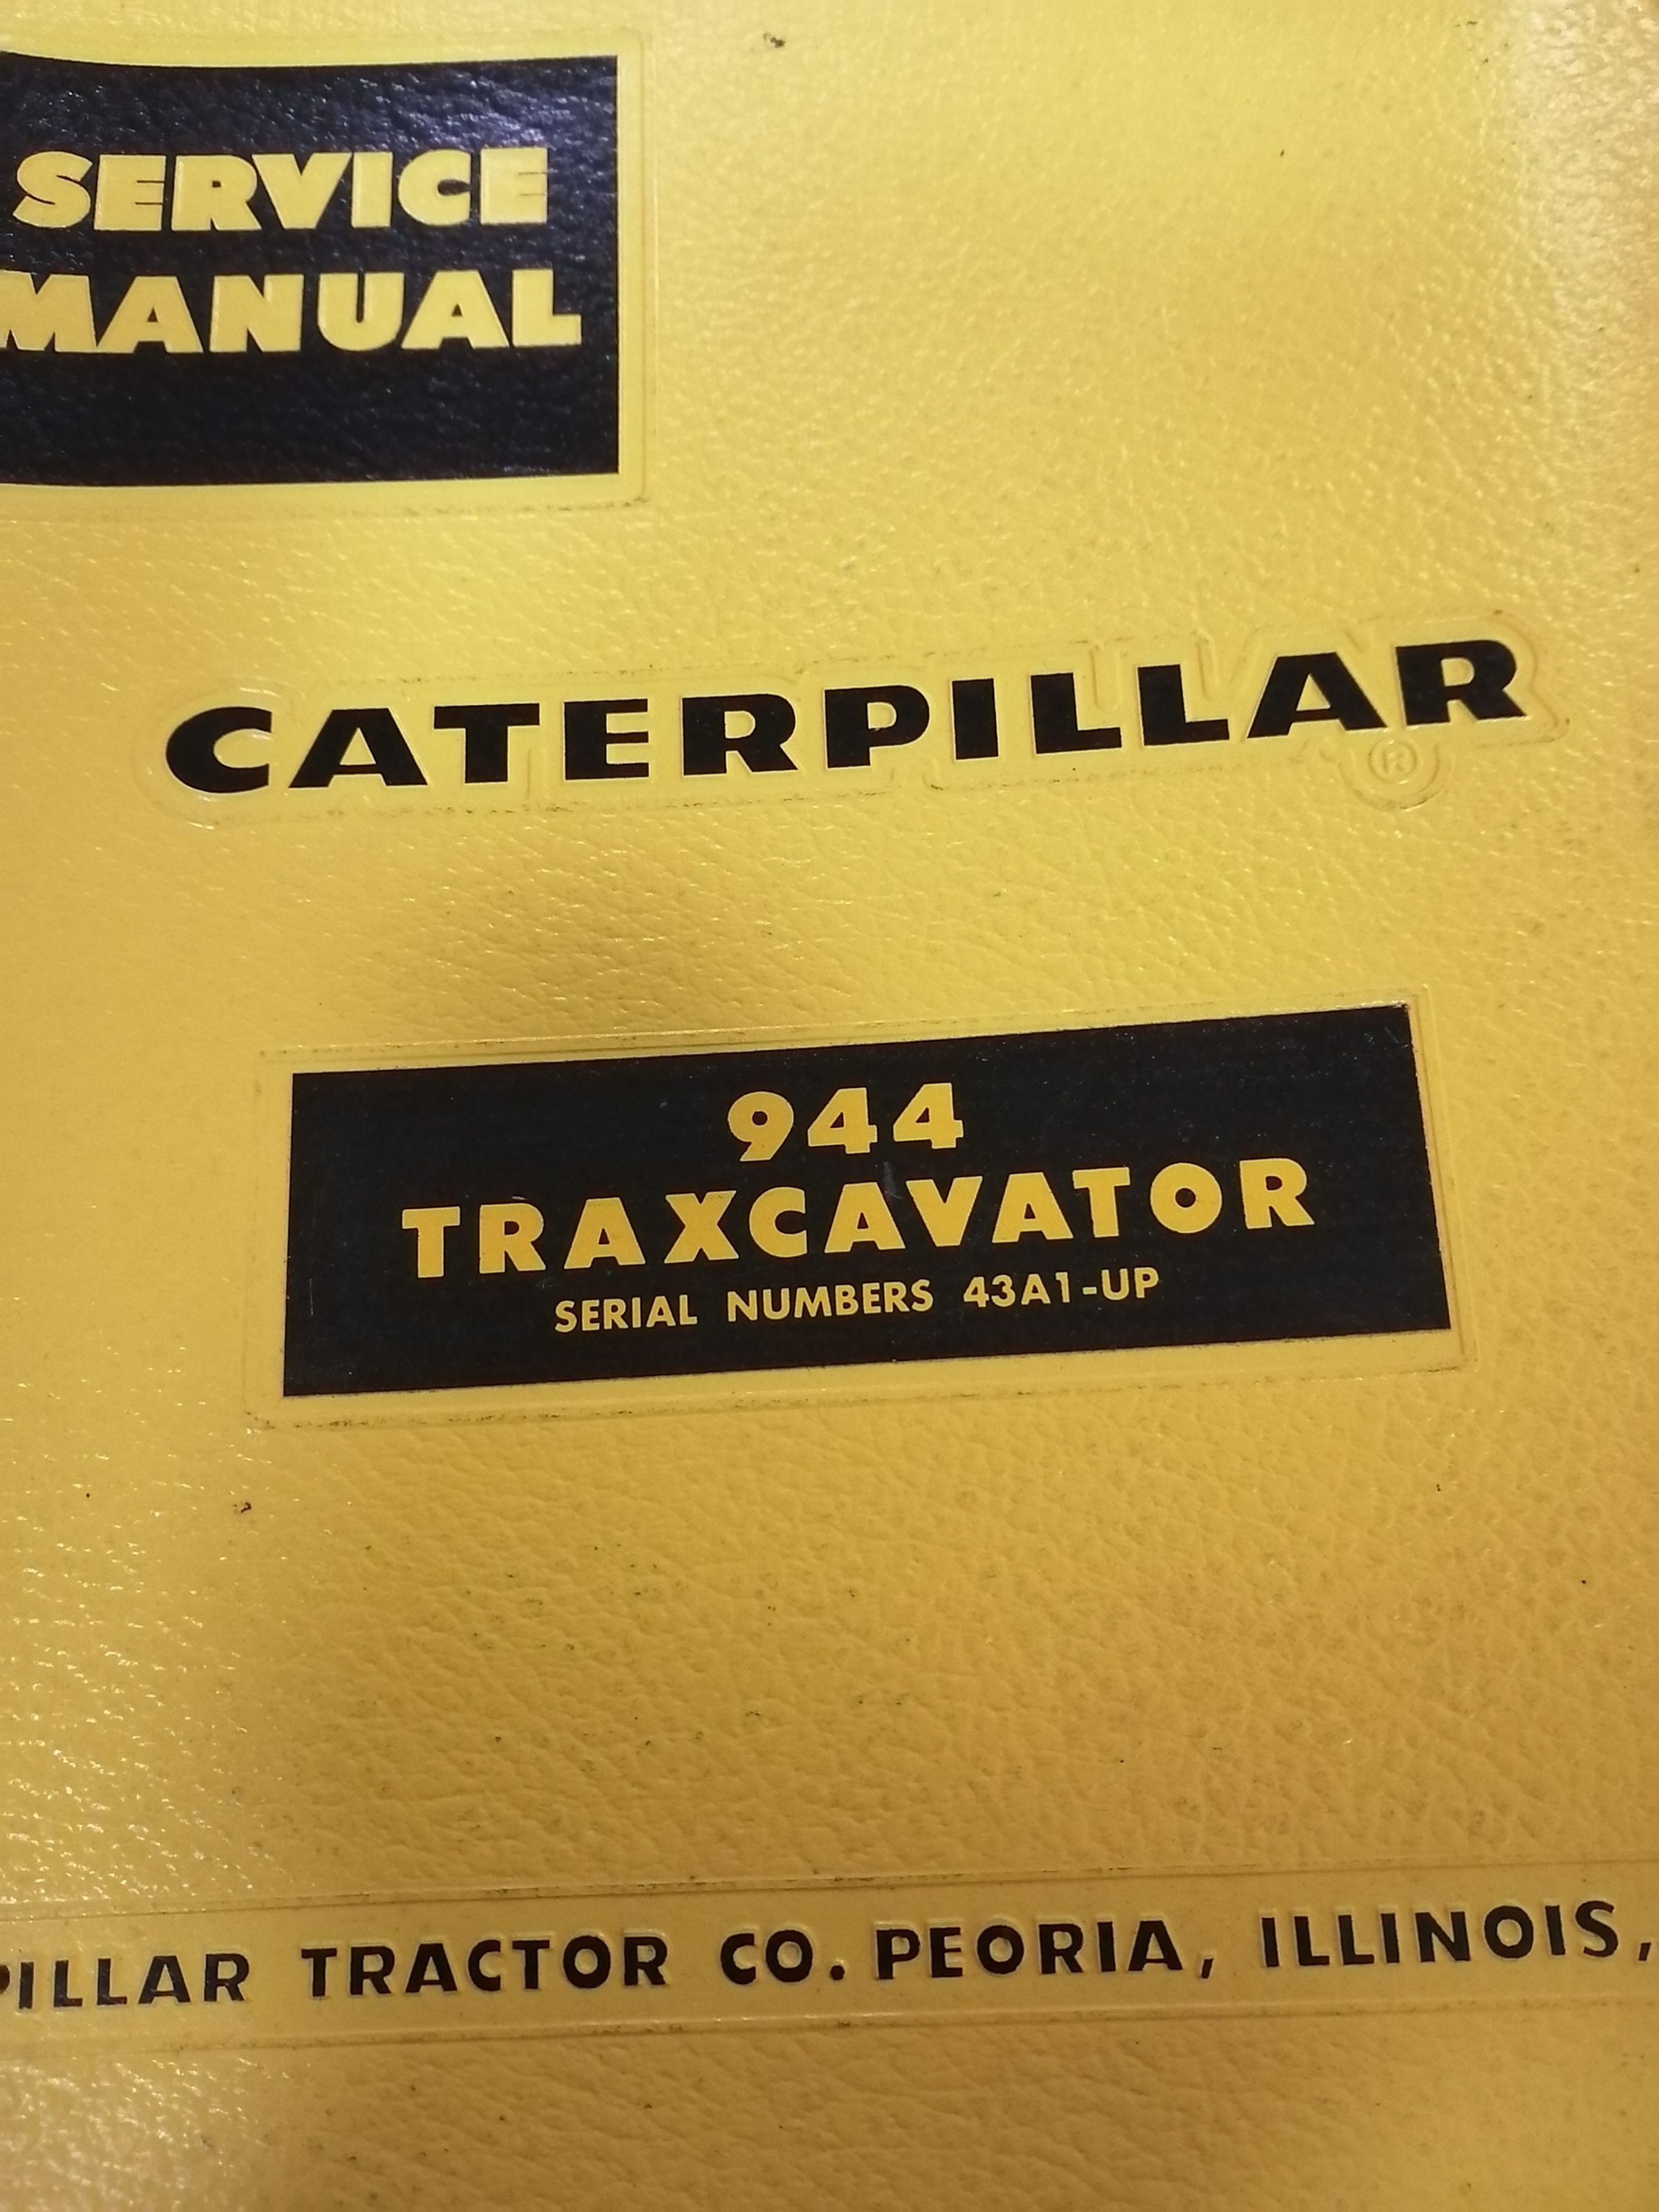 SERVICE
MANUAL
CATERPILLAR
®
944
TRAXCAVATOR
SERIAL NUMBERS 43A1-UP
PILLAR TRACTOR CO. PEORIA, ILLINOIS,